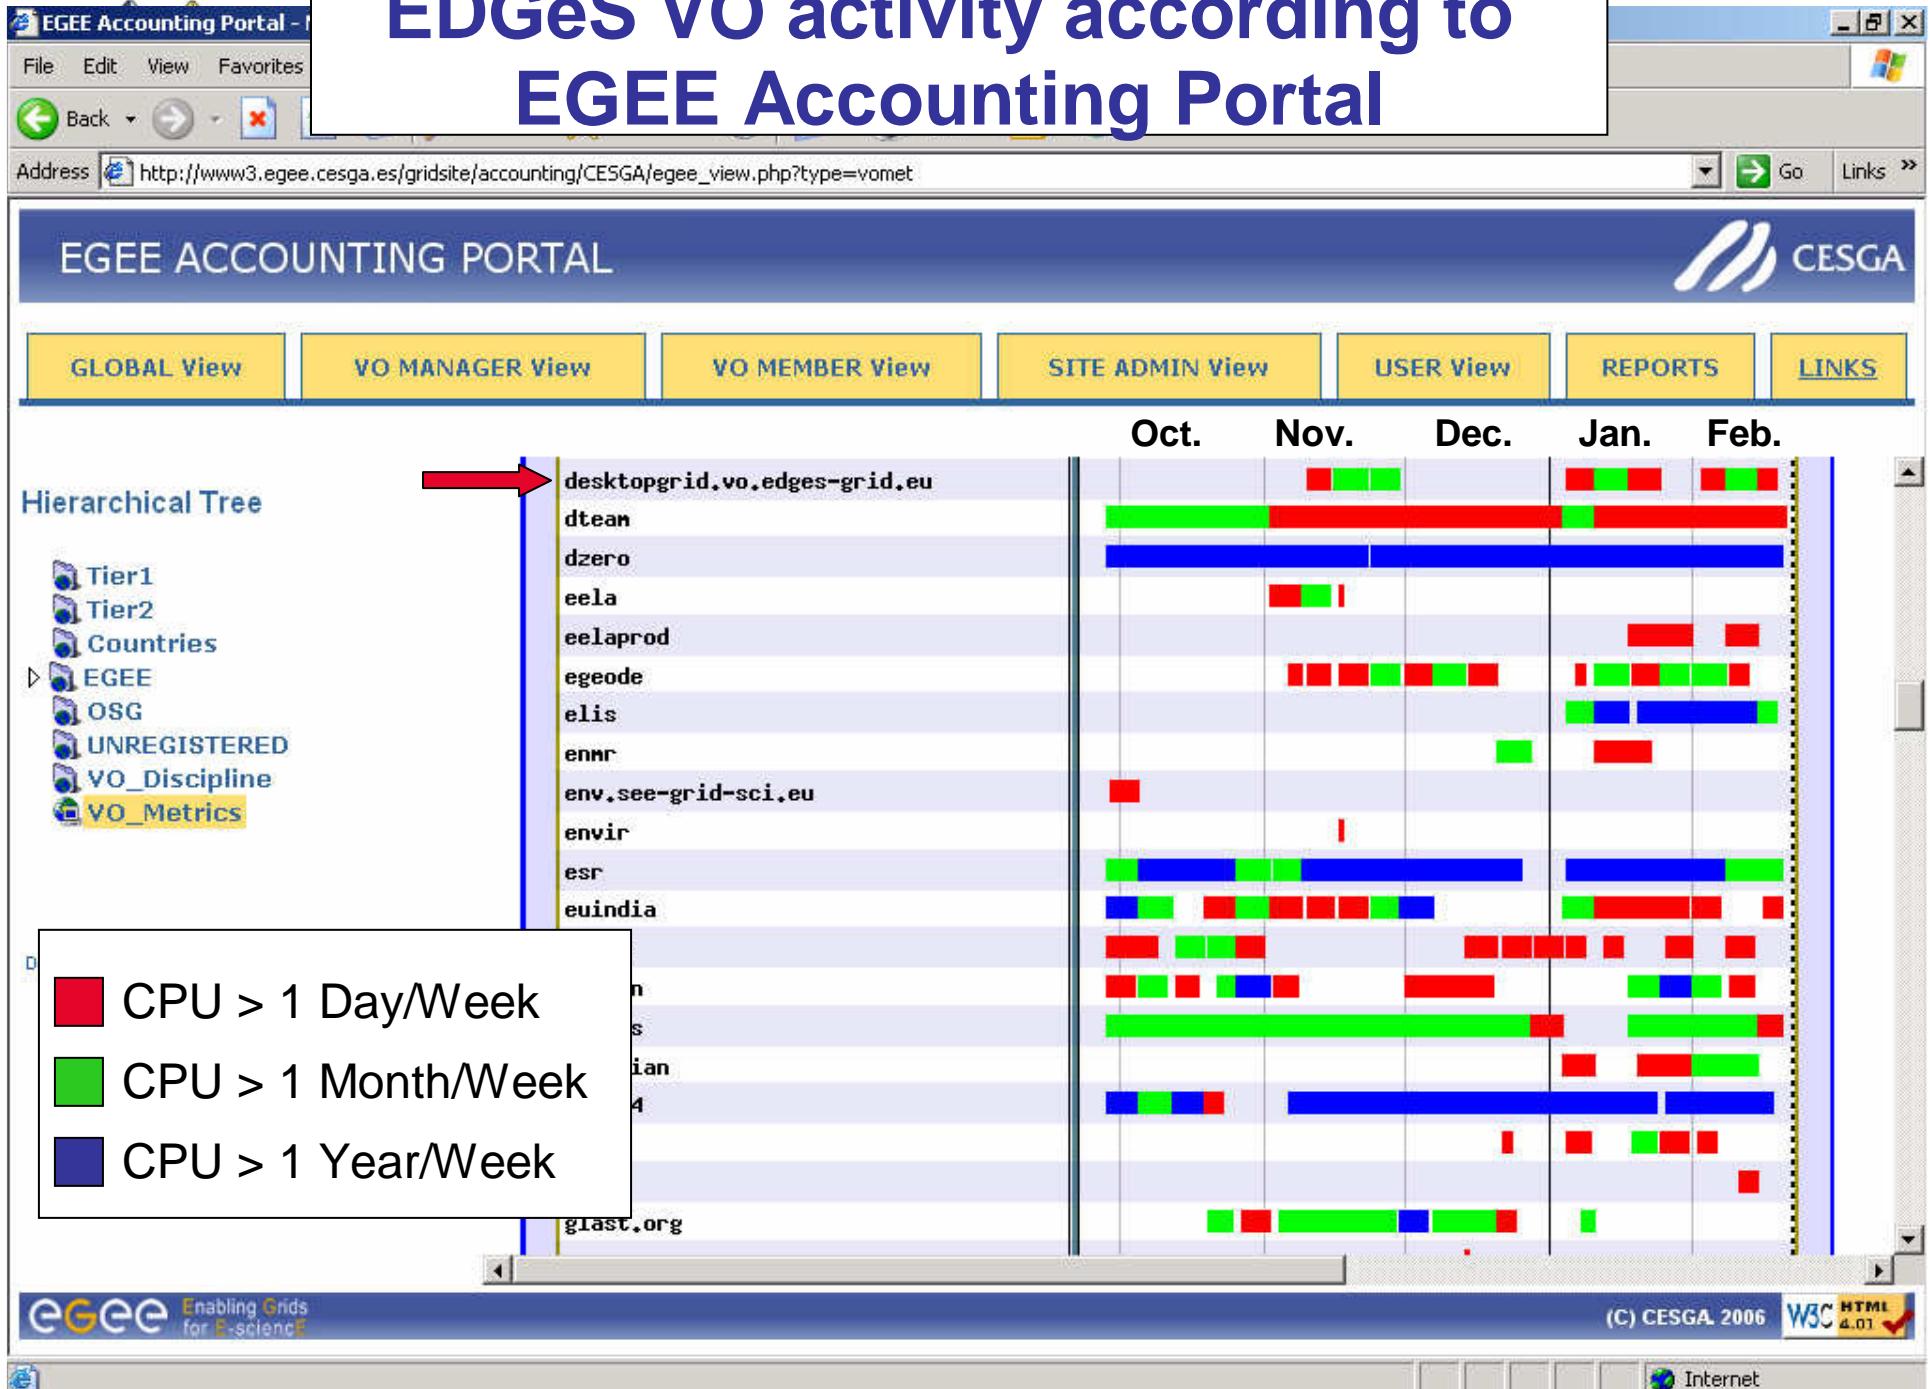 EGEE Accounting Portal -
EDGeS VO activity according to
EGEE Accounting Portal
File Edit View Favorites
Back
Address http://www3.egee.cesga.es/gridsite/accounting/CESGA/egee_view.php?type=vomet Go Links »
EGEE ACCOUNTING PORTAL CESGA
GLOBAL View VO MANAGER View VO MEMBER View SITE ADMIN View USER View REPORTS LINKS
Oct. Nov. Dec. Jan. Feb.
Hierarchical Tree
Tier1
Tier2
Countries
EGEE
OSG
UNREGISTERED
VO_Discipline
VO_Metrics
desktopgrid.vo.edges-grid.eu
dteam
dzero
eela
eelaprod
egeode
elis
enmr
env.see-grid-sci.eu
envir
esr
euindia
n
s
ian
4
glast.org
D
CPU > 1 Day/Week
CPU > 1 Month/Week
CPU > 1 Year/Week
egee Enabling Grids
for E-sciencE
(C) CESGA 2006 W3C HTML
4.01
Internet